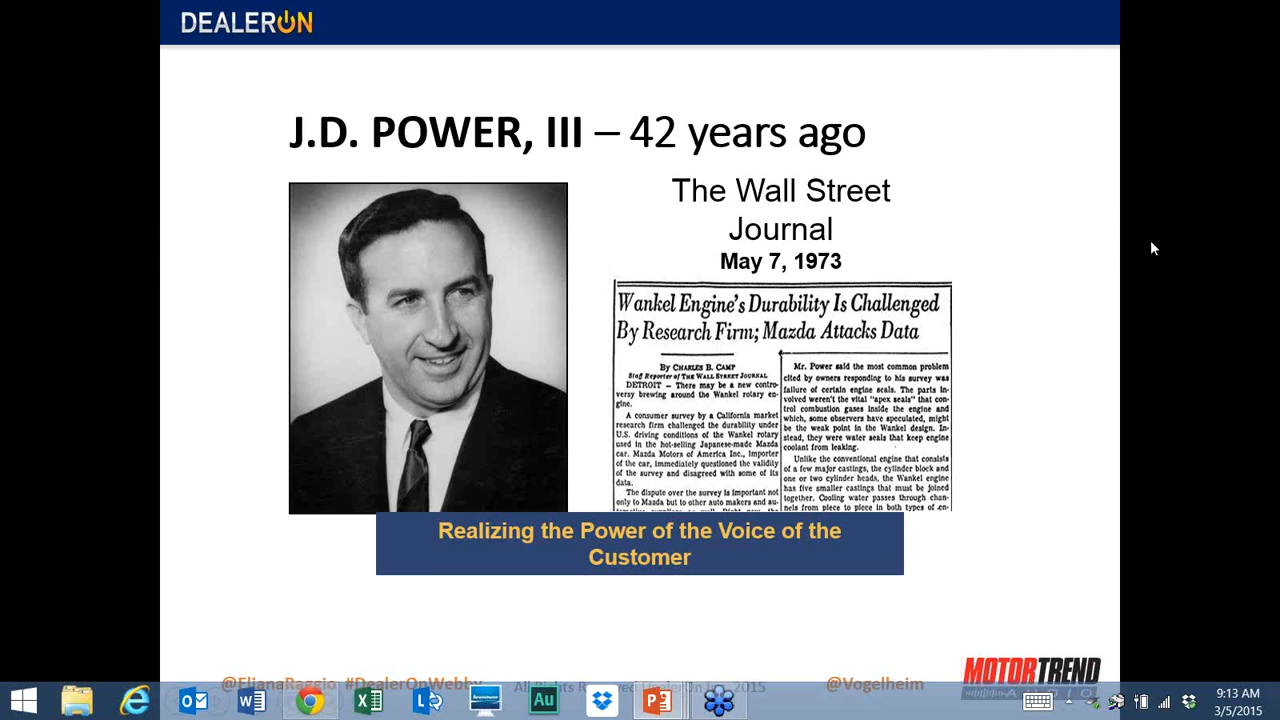 DEALERON
J.D. POWER, III – 42 years ago
The Wall Street
Journal
May 7, 1973
Wankel Engine's Durability Is Challenged
By Research Firm; Mazda Attacks Data
By CHARLES B. CAMP
Staff Reporter of THE WALL STREET JOURNAL
DETROIT – There may be a new contro-
versy brewing around the Wankel rotary en-
gine.
A consumer survey by a California market
research firm challenged the durability under
U.S. driving conditions of the Wankel rotary
used in the hot-selling Japanese-made Mazda
car. Mazda Motors of America Inc., importer
of the car, immediately questioned the validity
of the survey and disagreed with some of its
data.
The dispute over the survey is important not
only to Mazda but to other auto makers and au-
Mr. Power said the most common problem
cited by owners responding to his survey was
failure of certain engine seals. The parts in-
volved weren't the vital "apex seals" that con-
trol combustion gases inside the engine and
which, some observers have speculated, might
be the weak point in the Wankel design. In-
stead, they were water seals that keep engine
coolant from leaking.
Unlike the conventional engine that consists
of a few major castings, the cylinder block and
one or two cylinder heads, the Wankel engine
has five smaller castings that must be joined
together. Cooling water passes through chan-
nels from piece to piece in both types of en-
Realizing the Power of the Voice of the
Customer
@ElianaRaggio #DealerOnWebby
All Rights Reserved 2015
@Vogelheim
MOTORTREND
AUDIO
9:13 AM
3/5/2015